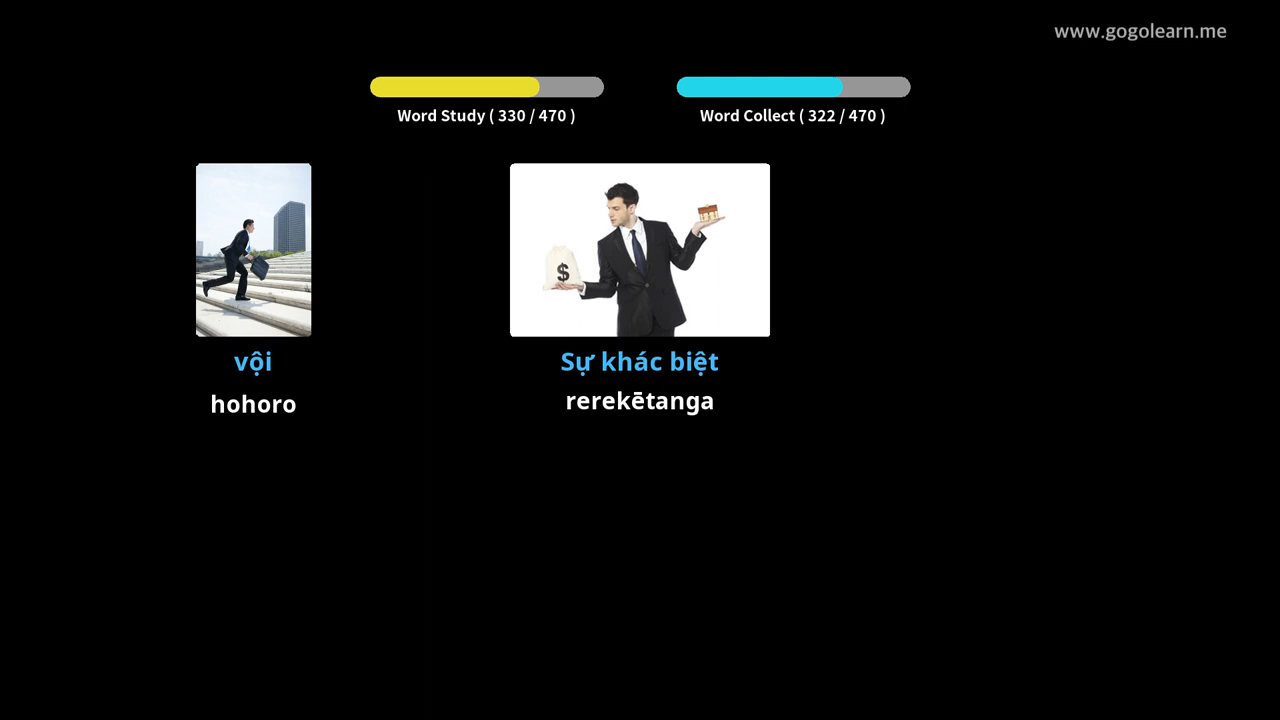 www.gogolearn.me
Word Study ( 330 / 470 )
Word Collect ( 322 / 470 )
$
vội
Sự khác biệt
hohoro
rerekētanga